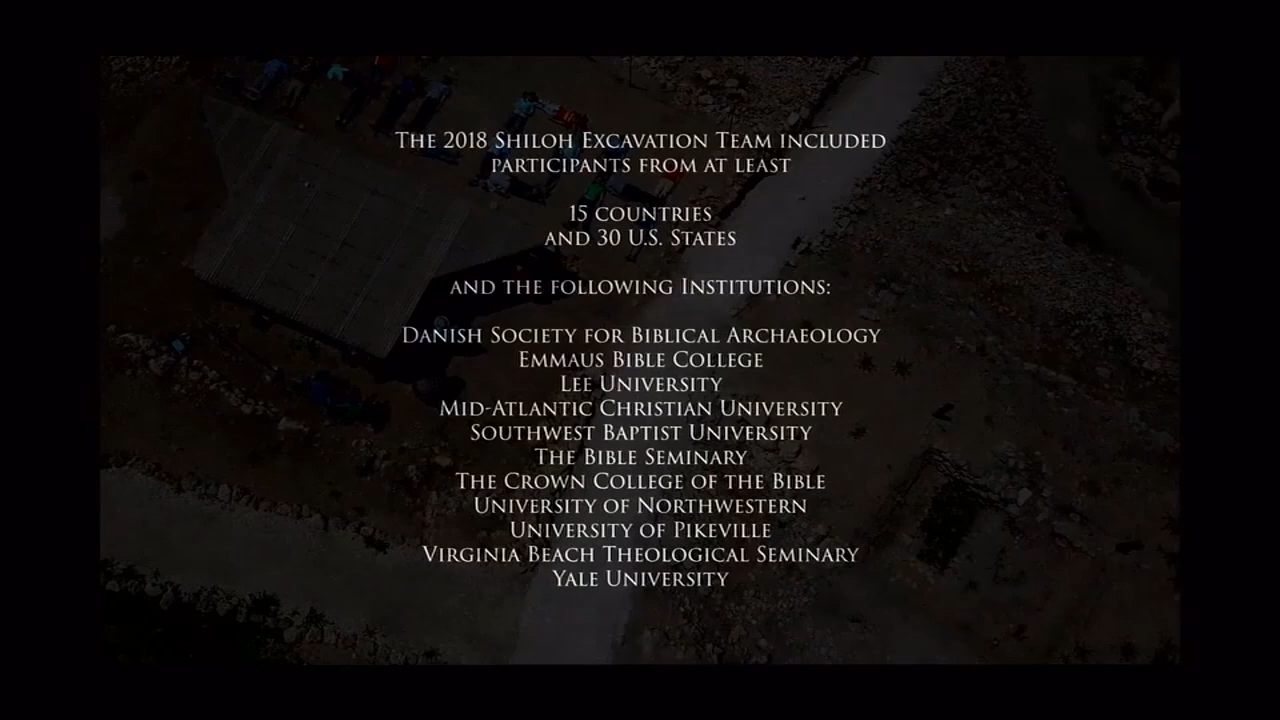 The 2018 Shiloh Excavation Team included
participants from at least
15 countries
and 30 U.S. States
and the following Institutions:
Danish Society for Biblical Archaeology
Emmaus Bible College
Lee University
Mid-Atlantic Christian University
Southwest Baptist University
The Bible Seminary
The Crown College of the Bible
University of Northwestern
University of Pikeville
Virginia Beach Theological Seminary
Yale University